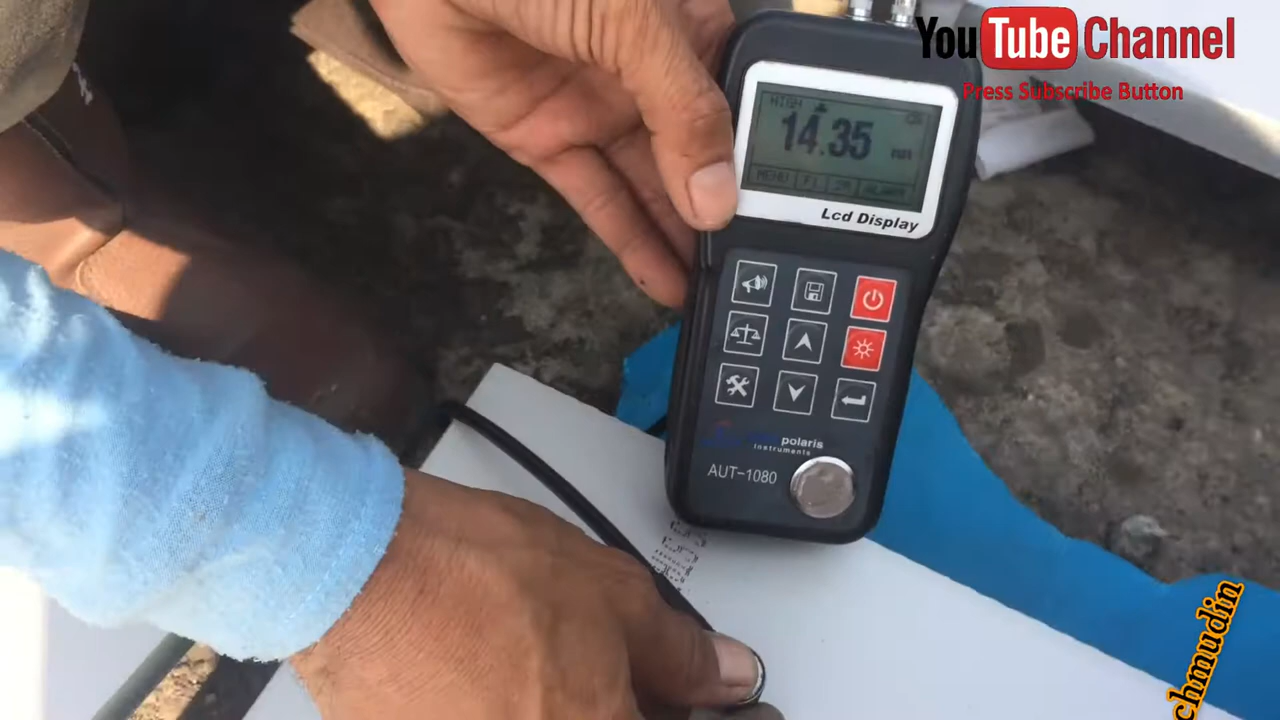 YouTube Channel
Press Subscribe Button
HIGH
14.35 mm
MENU
Lcd Display
polaris
instruments
AUT-1080
chmudin